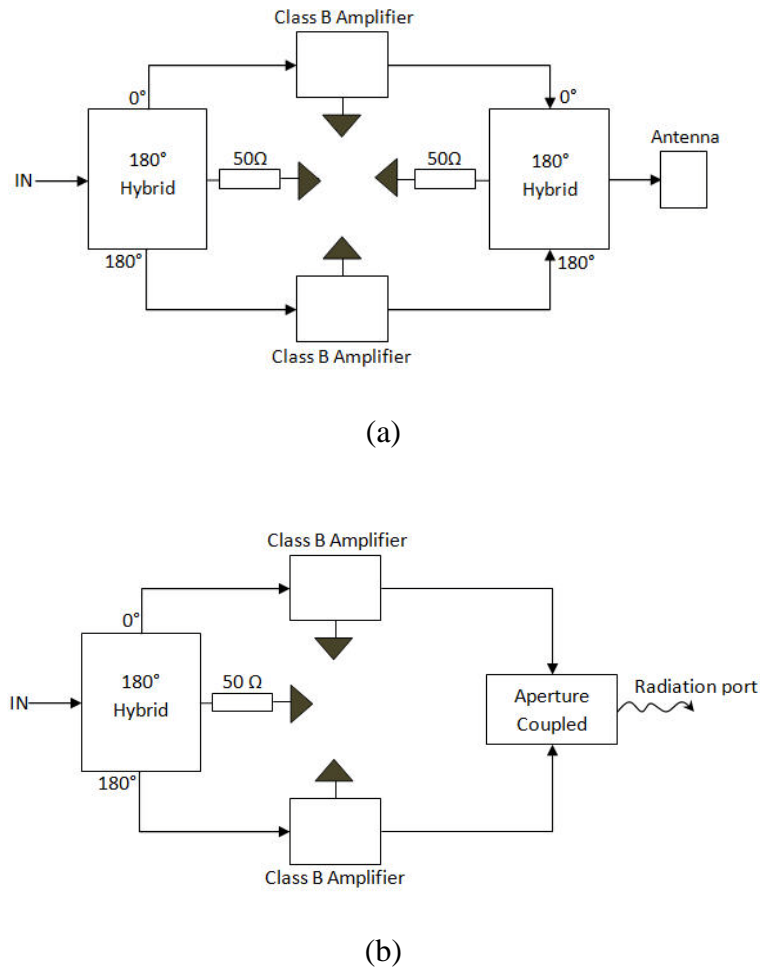 Class B Amplifier
0°
0°
180°
Hybrid
50Ω
50Ω
180°
Hybrid
Antenna
IN
180°
180°
Class B Amplifier
(a)
Class B Amplifier
0°
180°
Hybrid
50 Ω
IN
Aperture
Coupled
Radiation port
180°
Class B Amplifier
(b)